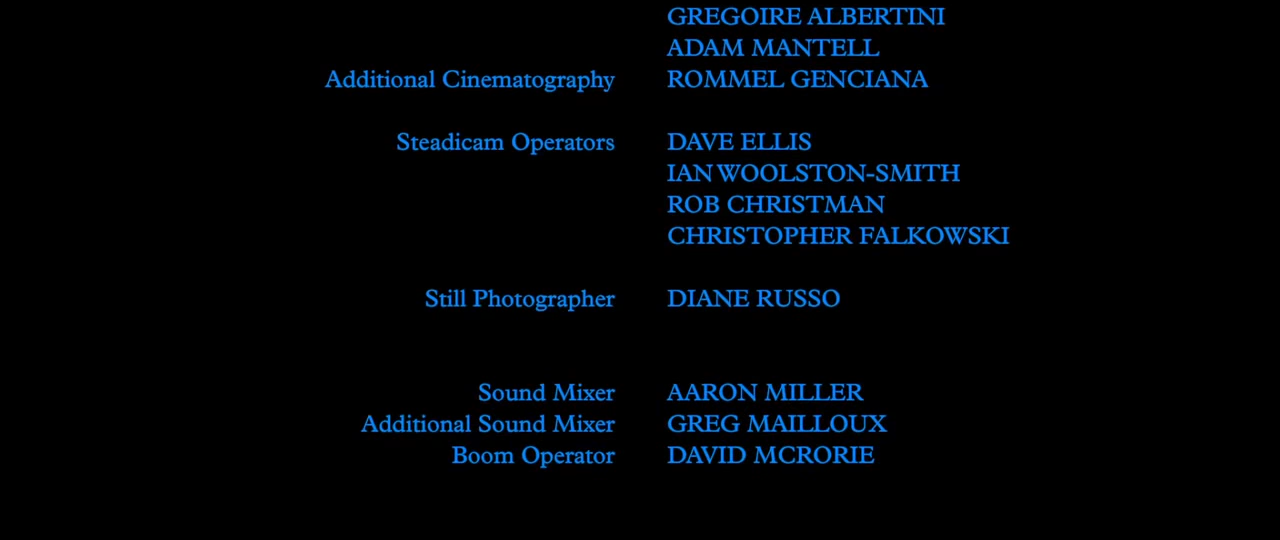 GREGOIRE ALBERTINI
ADAM MANTELL
Additional Cinematography ROMMEL GENCIANA
Steadicam Operators DAVE ELLIS
IAN WOOLSTON-SMITH
ROB CHRISTMAN
CHRISTOPHER FALKOWSKI
Still Photographer DIANE RUSSO
Sound Mixer AARON MILLER
Additional Sound Mixer GREG MAILLOUX
Boom Operator DAVID MCRORIE